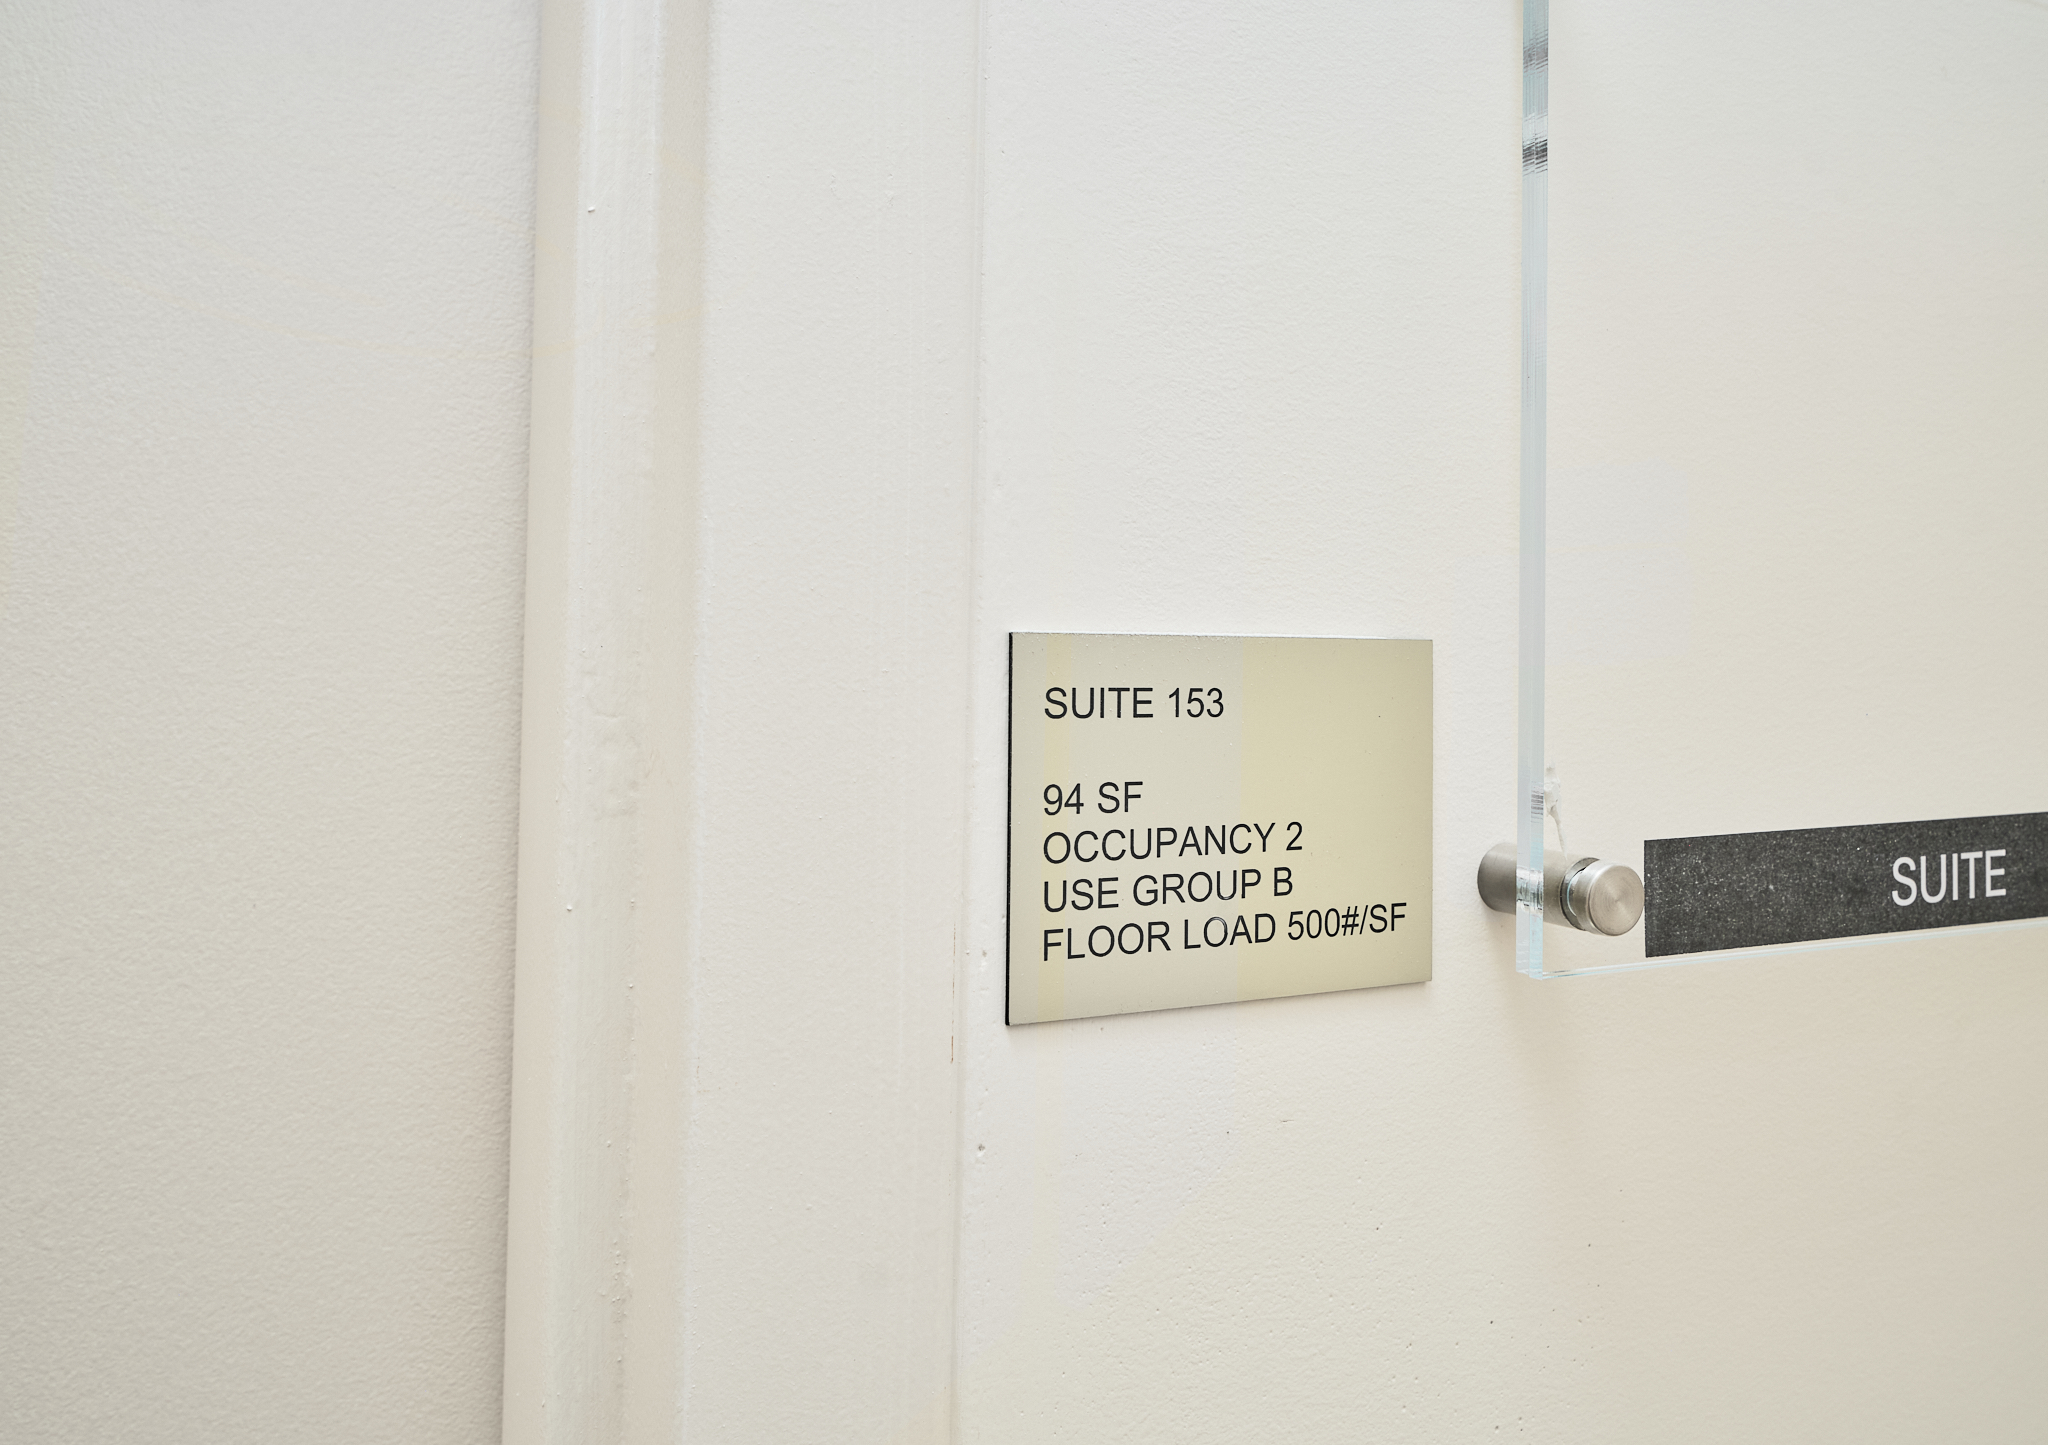 SUITE 153
94 SF
OCCUPANCY 2
USE GROUP B
FLOOR LOAD 500#/SF
SUITE